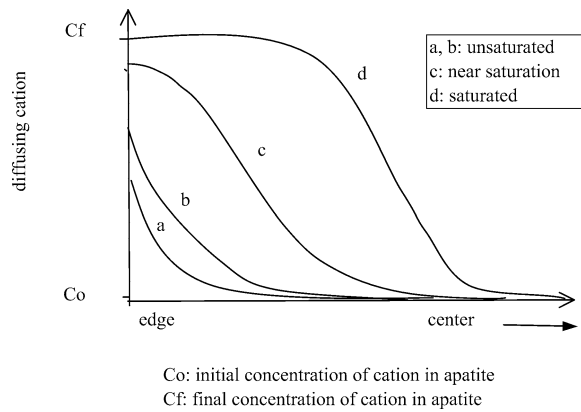 Cf
a, b: unsaturated
c: near saturation
d: saturated
d
diffusing cation
c
b
a
Co
edge
center
Co: initial concentration of cation in apatite
Cf: final concentration of cation in apatite